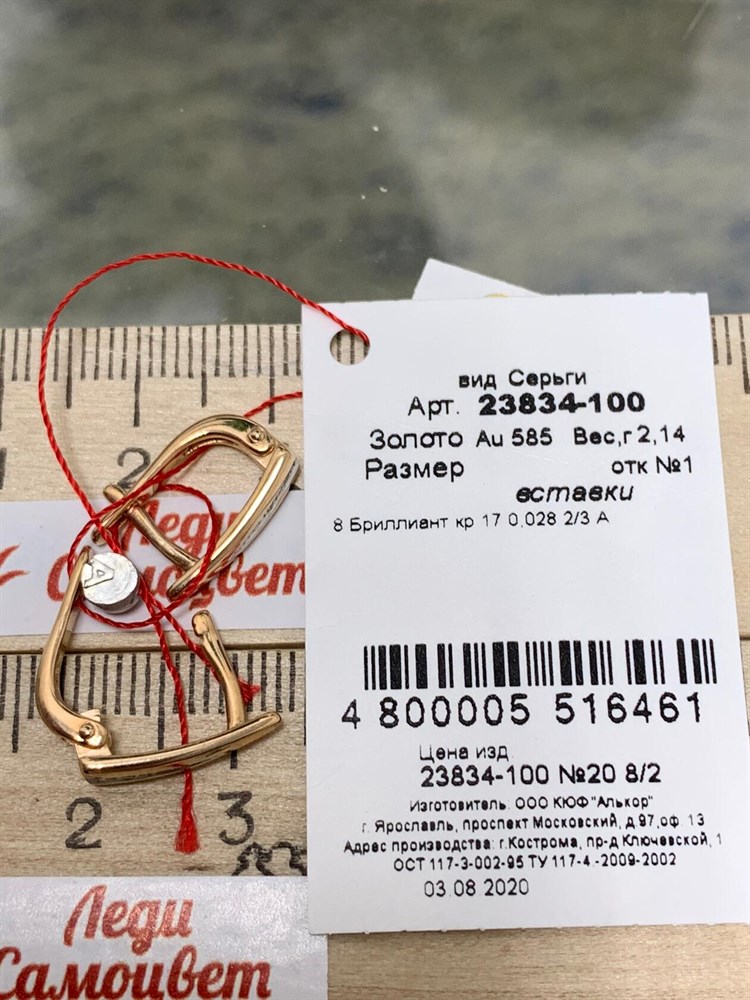 вид Серьги
Арт. 23834-100
Золото Au 585 Вес,г 2,14
Размер отк №1
вставки
8 Бриллиант кр 17 0,028 2/3 А
4 800005 516461
Цена изд.
23834-100 №20 8/2
Изготовитель: ООО КЮФ"Алькор"
г. Ярославль, проспект Московский, д.97,оф. 13
Адрес производства: г.Кострома, пр-д Ключевской, 1
ОСТ 117-3-002-95 ТУ 117-4-2009-2002
03.08 2020
2
Леди
Самоцвет
2 3
Леди
Самоцвет